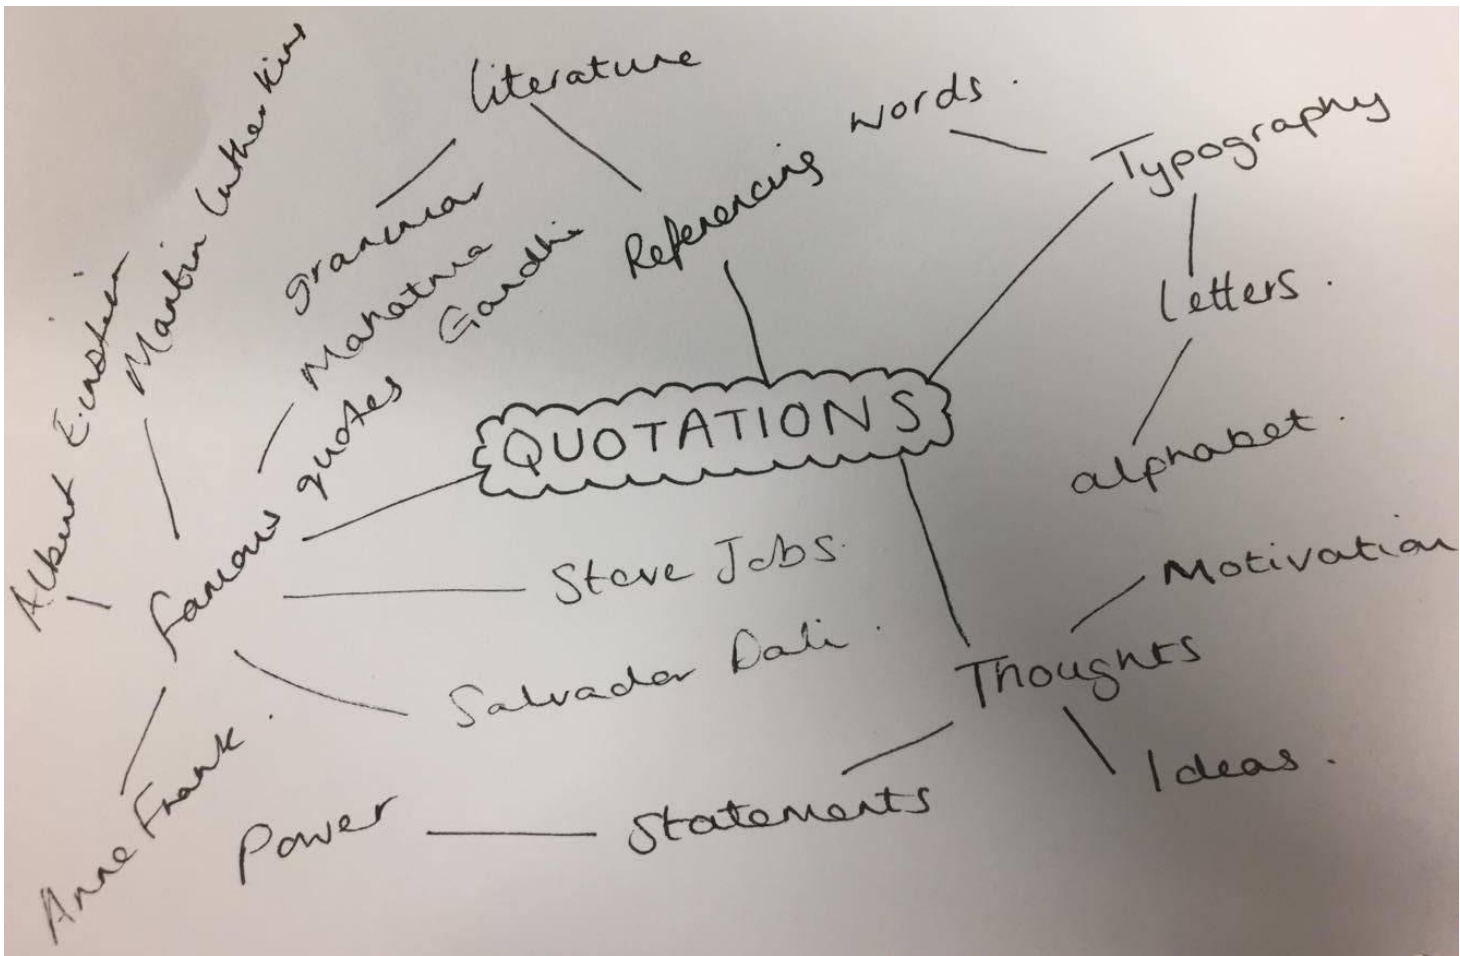 Literature
words.
Typography
Referencing
grammar
Mahatma
Gandhi
Martin Luther King
Albert Einstein
letters.
QUOTATIONS
famous quotes
alphabet.
Steve Jobs.
Motivation
Salvador Dali.
Thoughts
Ideas.
Anne Frank.
Power
Statements